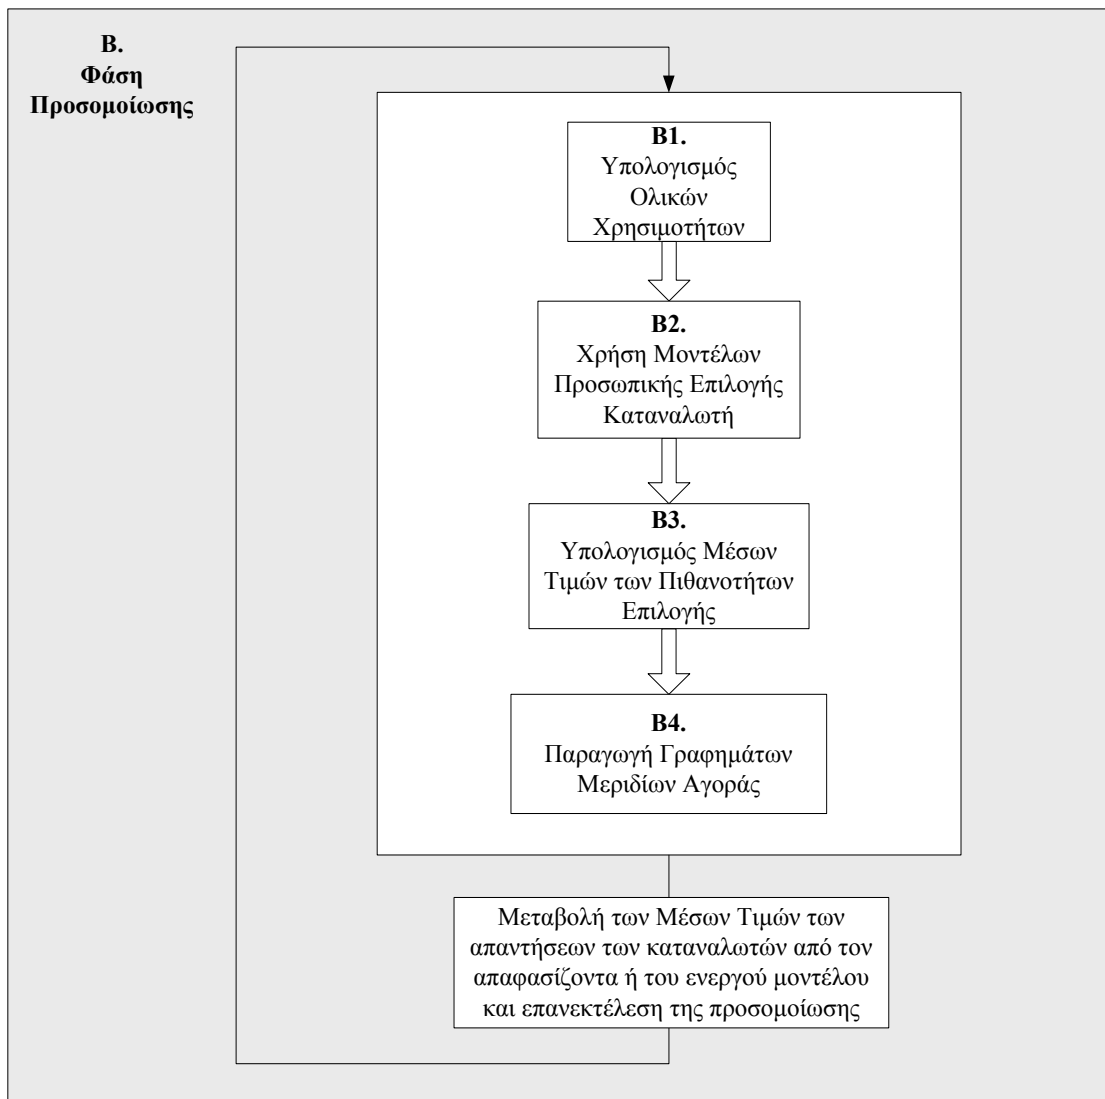 Β.
Φάση
Προσομοίωσης
Β1.
Υπολογισμός
Ολικών
Χρησιμοτήτων
Β2.
Χρήση Μοντέλων
Προσωπικής Επιλογής
Καταναλωτή
Β3.
Υπολογισμός Μέσων
Τιμών των Πιθανοτήτων
Επιλογής
Β4.
Παραγωγή Γραφημάτων
Μεριδίων Αγοράς
Μεταβολή των Μέσων Τιμών των
απαντήσεων των καταναλωτών από τον
απαφασίζοντα ή του ενεργού μοντέλου
και επανεκτέλεση της προσομοίωσης